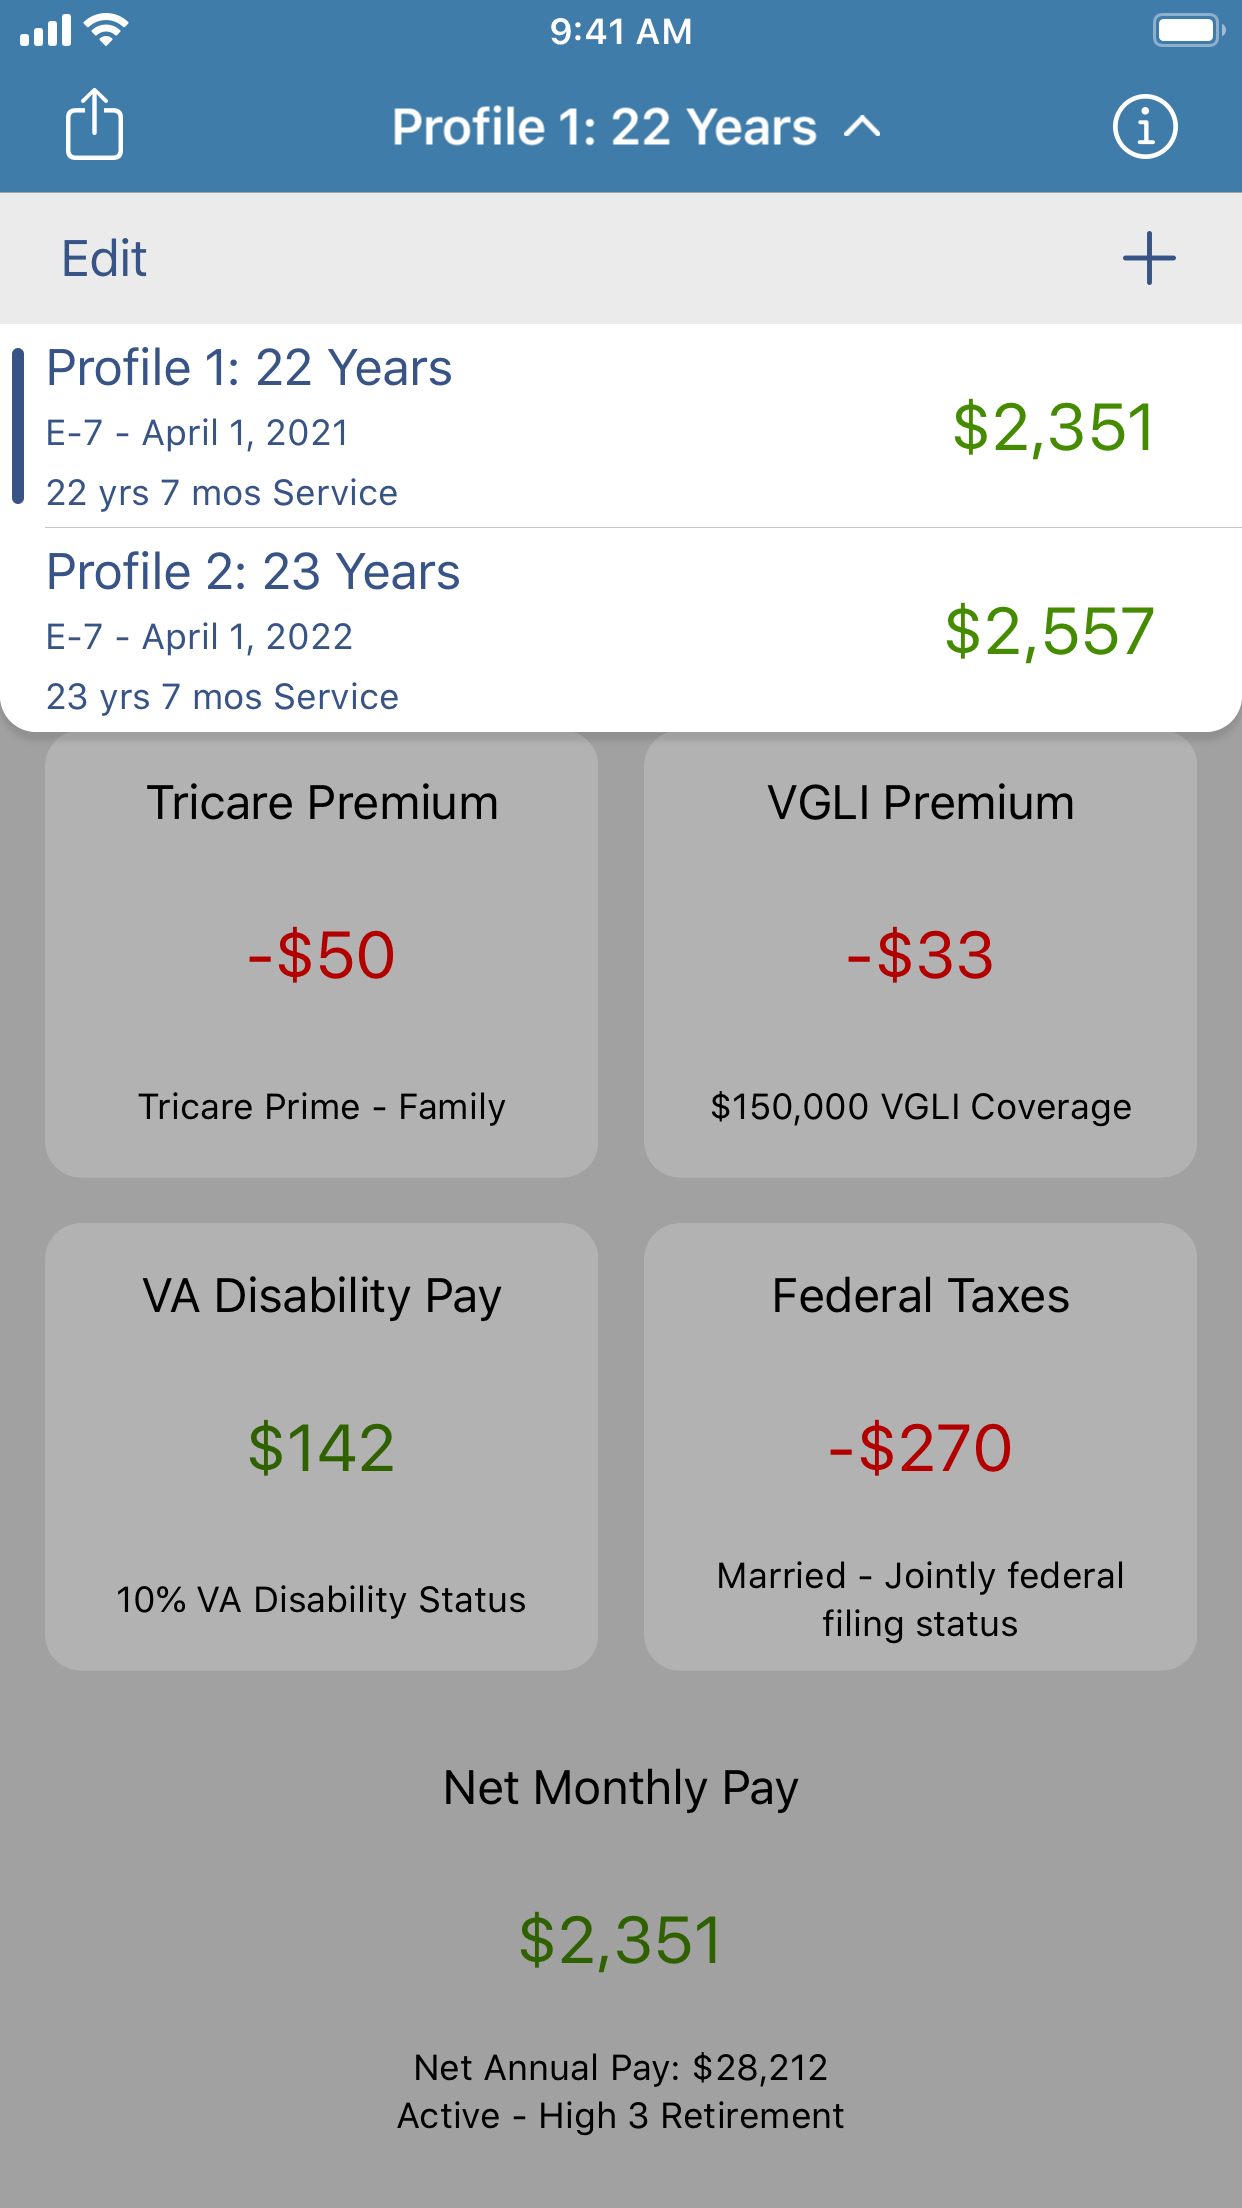 9:41 AM
Profile 1: 22 Years
Edit
Profile 1: 22 Years
E-7 - April 1, 2021
22 yrs 7 mos Service
$2,351
Profile 2: 23 Years
E-7 - April 1, 2022
23 yrs 7 mos Service
$2,557
Tricare Premium
-$50
Tricare Prime - Family
VGLI Premium
-$33
$150,000 VGLI Coverage
VA Disability Pay
$142
10% VA Disability Status
Federal Taxes
-$270
Married - Jointly federal
filing status
Net Monthly Pay
$2,351
Net Annual Pay: $28,212
Active - High 3 Retirement